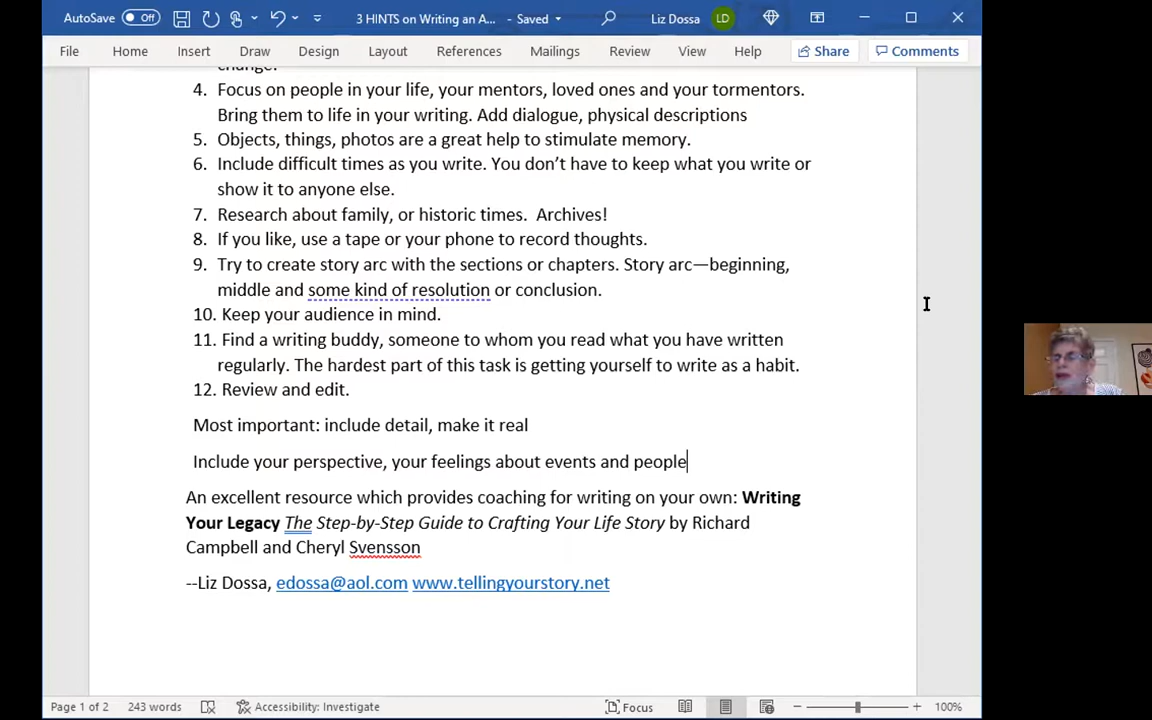 AutoSave Off 3 HINTS on Writing an A... - Saved Liz Dossa LD
File Home Insert Draw Design Layout References Mailings Review View Help Share Comments
change.
4. Focus on people in your life, your mentors, loved ones and your tormentors.
Bring them to life in your writing. Add dialogue, physical descriptions
5. Objects, things, photos are a great help to stimulate memory.
6. Include difficult times as you write. You don’t have to keep what you write or
show it to anyone else.
7. Research about family, or historic times.  Archives!
8. If you like, use a tape or your phone to record thoughts.
9. Try to create story arc with the sections or chapters. Story arc—beginning,
middle and some kind of resolution or conclusion.
10. Keep your audience in mind.
11. Find a writing buddy, someone to whom you read what you have written
regularly. The hardest part of this task is getting yourself to write as a habit.
12. Review and edit.
Most important: include detail, make it real
Include your perspective, your feelings about events and people
An excellent resource which provides coaching for writing on your own: Writing
Your Legacy The Step-by-Step Guide to Crafting Your Life Story by Richard
Campbell and Cheryl Svensson
--Liz Dossa, edossa@aol.com www.tellingyourstory.net
Page 1 of 2 243 words Accessibility: Investigate Focus 100%